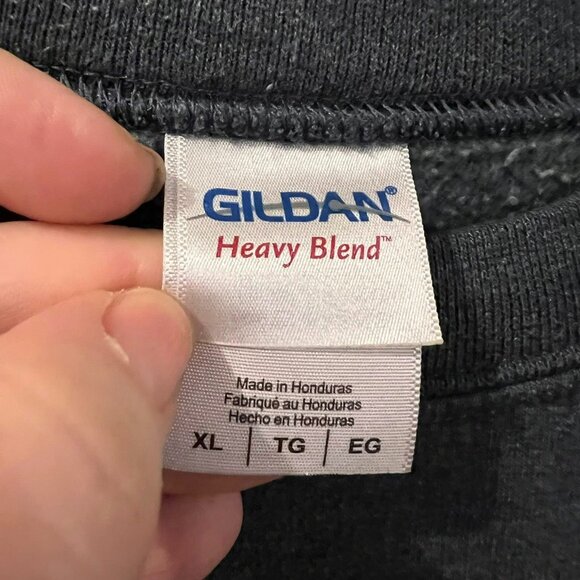 GILDAN®
Heavy Blend™
Made in Honduras
Fabriqué au Honduras
Hecho en Honduras
XL | TG | EG